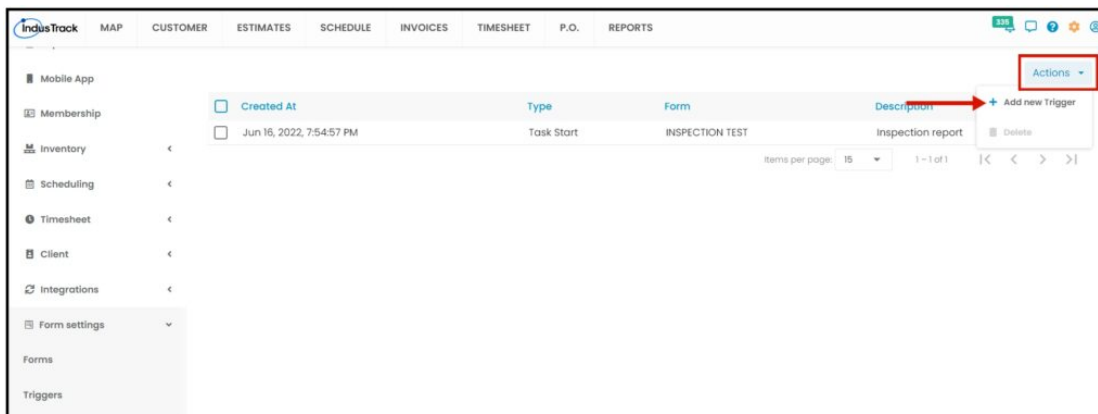 IndusTrack MAP CUSTOMER ESTIMATES SCHEDULE INVOICES TIMESHEET P.O. REPORTS 335
Actions
Mobile App
Add new Trigger
Membership
Created At Type Form Description
Delete
Jun 16, 2022, 7:54:57 PM Task Start INSPECTION TEST Inspection report
Inventory
Items per page: 15 1 – 1 of 1
Scheduling
Timesheet
Client
Integrations
Form settings
Forms
Triggers